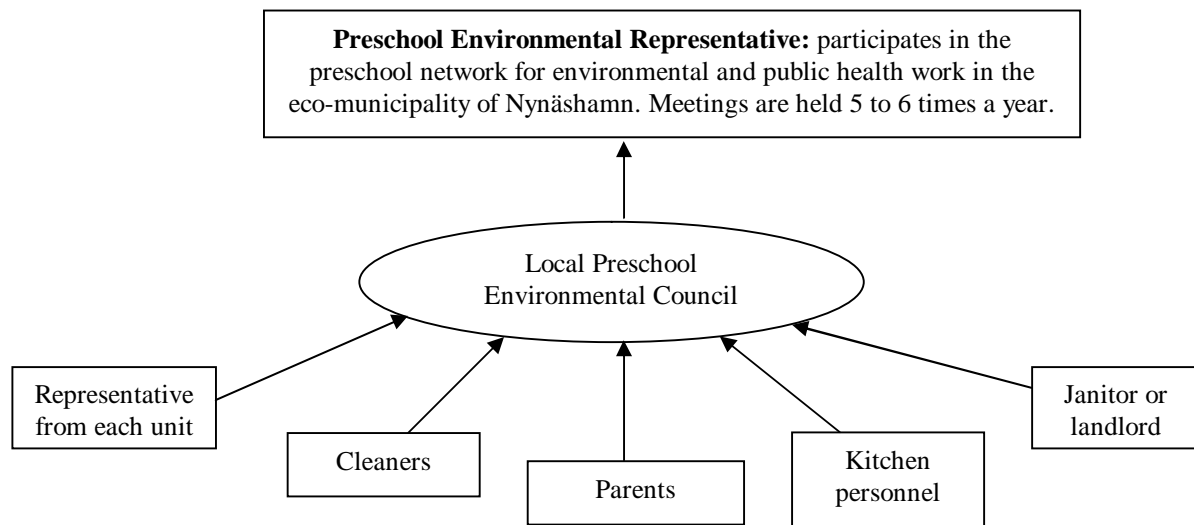 Preschool Environmental Representative: participates in the
preschool network for environmental and public health work in the
eco-municipality of Nynäshamn. Meetings are held 5 to 6 times a year.
Local Preschool
Environmental Council
Representative
from each unit
Cleaners
Parents
Kitchen
personnel
Janitor or
landlord